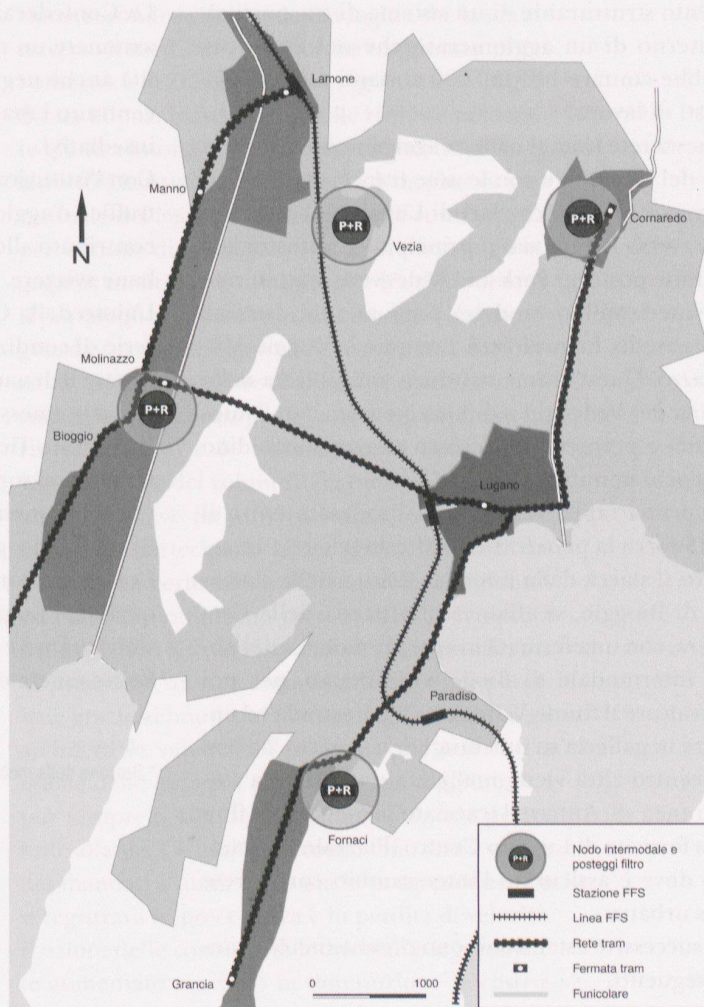 Lamone
Manno
P+R
Vezia
P+R
Cornaredo
N
Molinazzo
P+R
Bioggio
Lugano
Paradiso
P+R
Fornaci
Grancia
0 1000
P+R
Nodo intermodale e
posteggi filtro
Stazione FFS
Linea FFS
Rete tram
Fermata tram
Funicolare